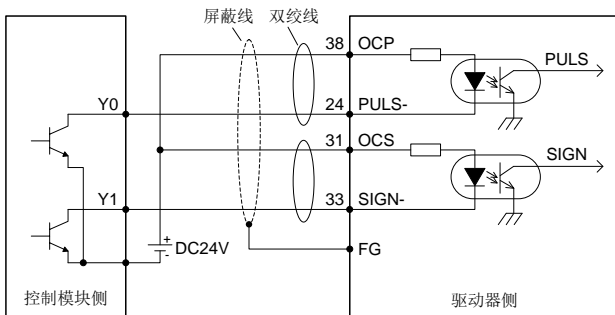 屏蔽线 双绞线
38 OCP
PULS
Y0
24 PULS-
31 OCS
SIGN
Y1
33 SIGN-
+
-
DC24V
FG
控制模块侧
驱动器侧